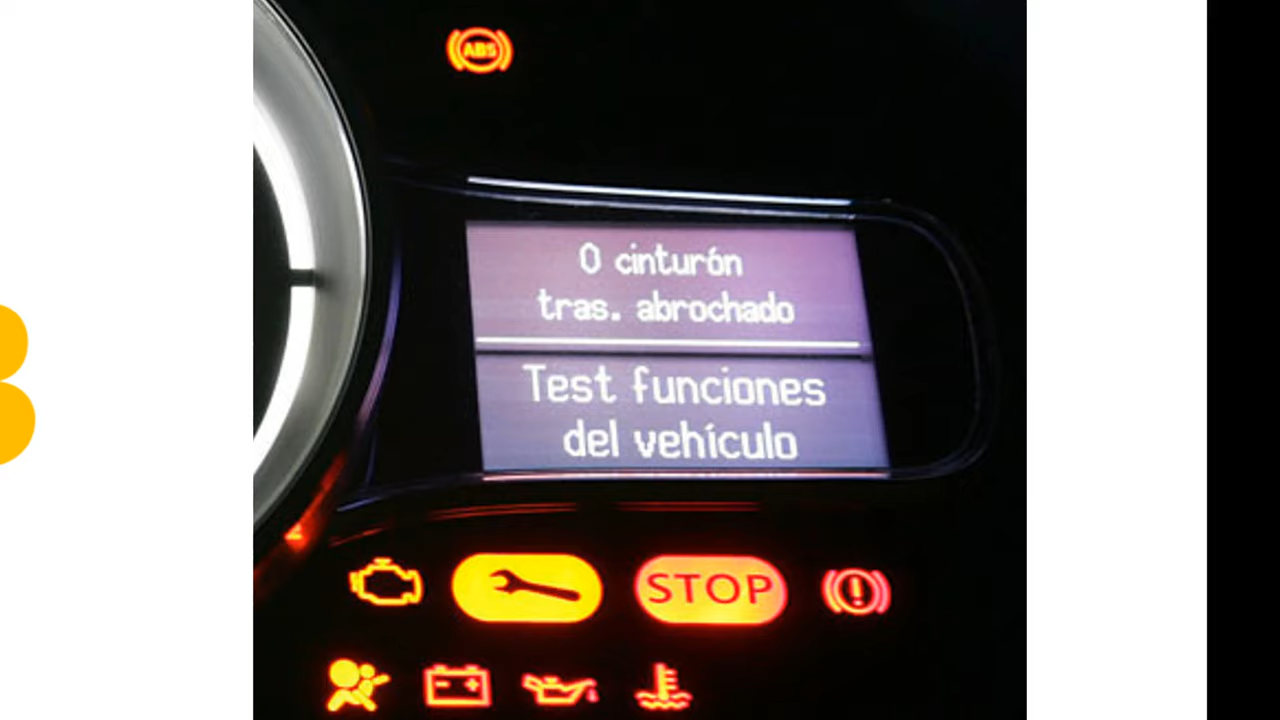 ABS
0 cinturón
tras. abrochado
Test funciones
del vehículo
STOP